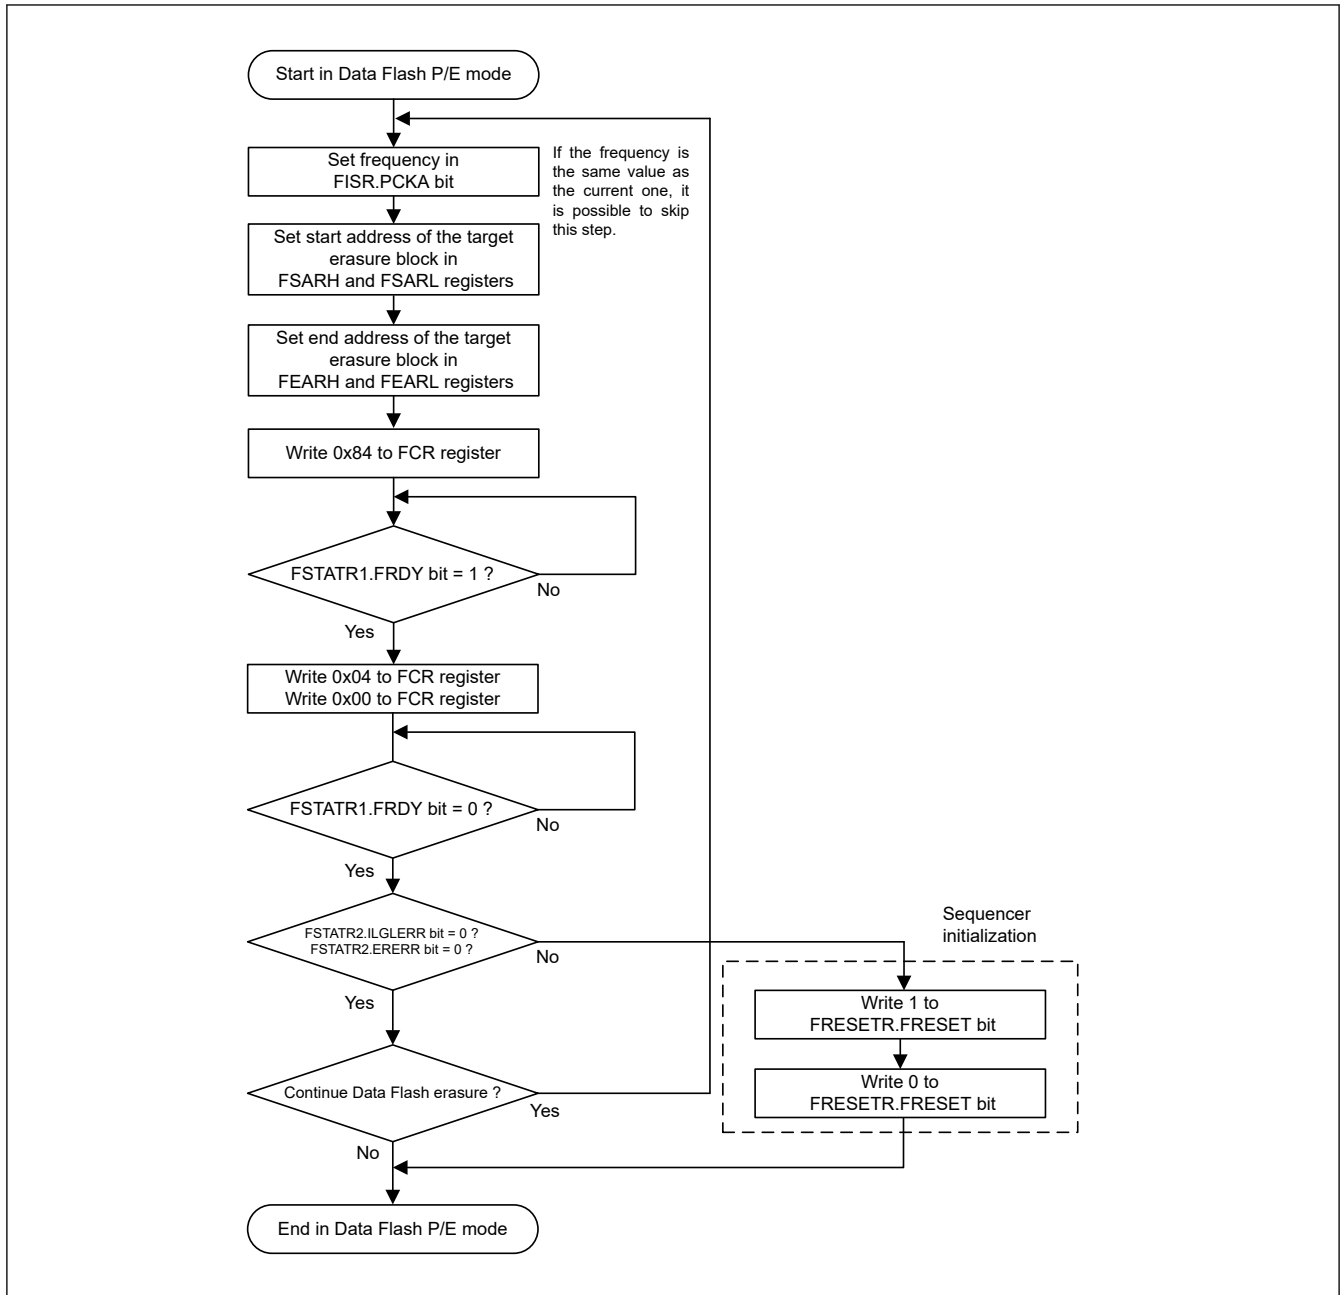 Start in Data Flash P/E mode
Set frequency in
FISR.PCKA bit
If the frequency is
the same value as
the current one, it
is possible to skip
this step.
Set start address of the target
erasure block in
FSARH and FSARL registers
Set end address of the target
erasure block in
FEARH and FEARL registers
Write 0x84 to FCR register
FSTATR1.FRDY bit = 1 ?
No
Yes
Write 0x04 to FCR register
Write 0x00 to FCR register
FSTATR1.FRDY bit = 0 ?
No
Yes
FSTATR2.ILGLERR bit = 0 ?
FSTATR2.ERERR bit = 0 ?
No
Yes
Sequencer
initialization
Write 1 to
FRESETR.FRESET bit
Write 0 to
FRESETR.FRESET bit
Continue Data Flash erasure ?
Yes
No
End in Data Flash P/E mode